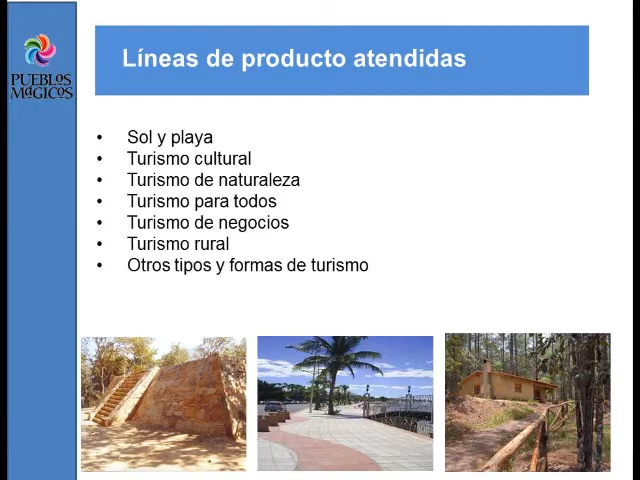 PUEBLOS
MáGICOS
Líneas de producto atendidas
• Sol y playa
• Turismo cultural
• Turismo de naturaleza
• Turismo para todos
• Turismo de negocios
• Turismo rural
• Otros tipos y formas de turismo